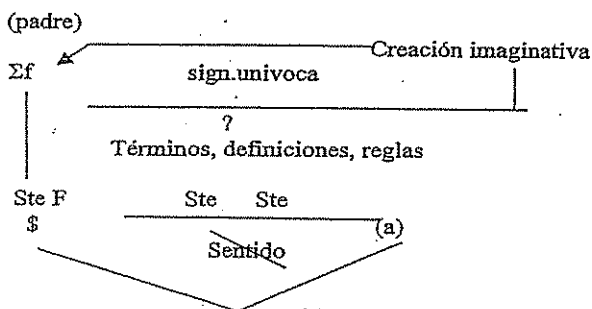 (padre)
Creación imaginativa
Σf sign.univoca
?
Términos, definiciones, reglas
Ste F Ste Ste
$ (a)
Sentido